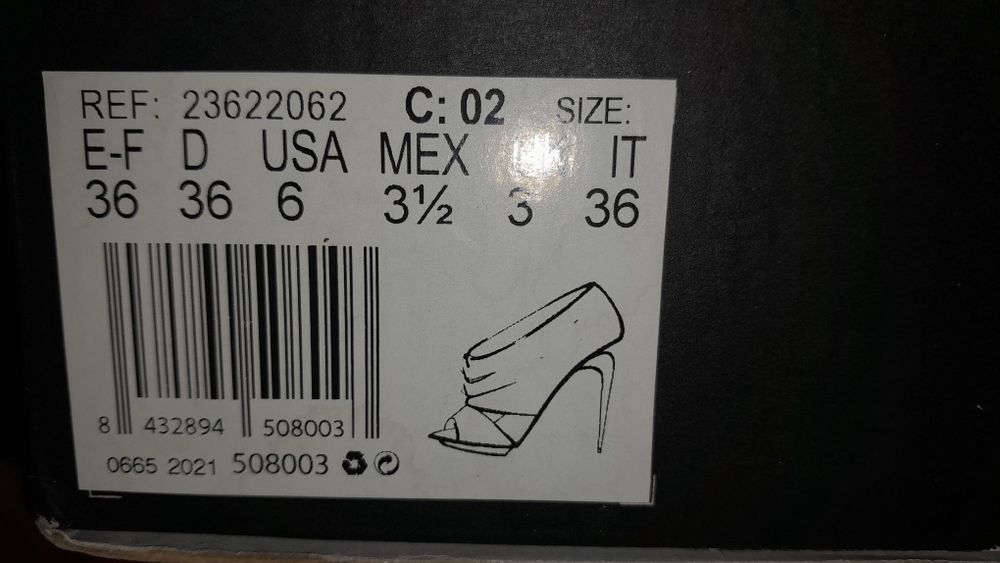 REF: 23622062 C: 02 SIZE:
E-F D USA MEX IT
36 36 6 3½ 3 36
8 432894 508003
0665 2021 508003